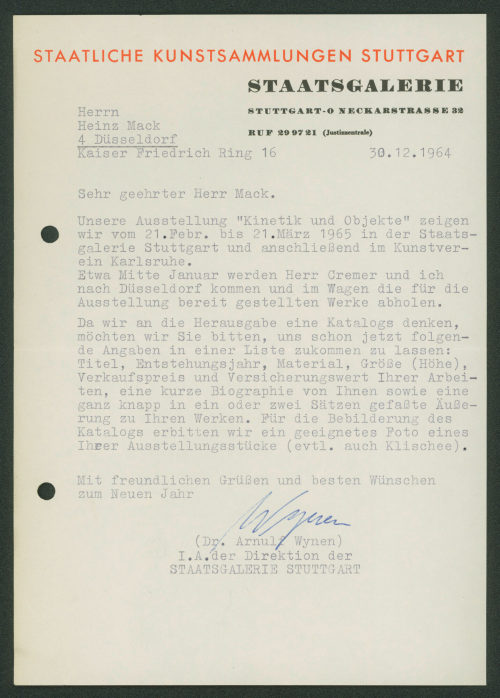 STAATLICHE KUNSTSAMMLUNGEN STUTTGART
STAATSGALERIE
STUTTGART-O NECKARSTRASSE 32
RUF 29 97 21 (Justizzentrale)
Herrn
Heinz Mack
4 Düsseldorf
Kaiser Friedrich Ring 16
30.12.1964
Sehr geehrter Herr Mack.
Unsere Ausstellung "Kinetik und Objekte" zeigen
wir vom 21.Febr. bis 21.März 1965 in der Staats-
galerie Stuttgart und anschließend im Kunstver-
ein Karlsruhe.
Etwa Mitte Januar werden Herr Cremer und ich
nach Düsseldorf kommen und im Wagen die für die
Ausstellung bereit gestellten Werke abholen.
Da wir an die Herausgabe eine Katalogs denken,
möchten wir Sie bitten, uns schon jetzt folgen-
de Angaben in einer Liste zukommen zu lassen:
Titel, Entstehungsjahr, Material, Größe (Höhe),
Verkaufspreis und Versicherungswert Ihrer Arbei-
ten, eine kurze Biographie von Ihnen sowie eine
ganz knapp in ein oder zwei Sätzen gefaßte Äuße-
rung zu Ihren Werken. Für die Bebilderung des
Katalogs erbitten wir ein geeignetes Foto eines
Ihrer Ausstellungsstücke (evtl. auch Klischee).
Mit freundlichen Grüßen und besten Wünschen
zum Neuen Jahr
Wynen
(Dr. Arnulf Wynen)
I.A.der Direktion der
STAATSGALERIE STUTTGART